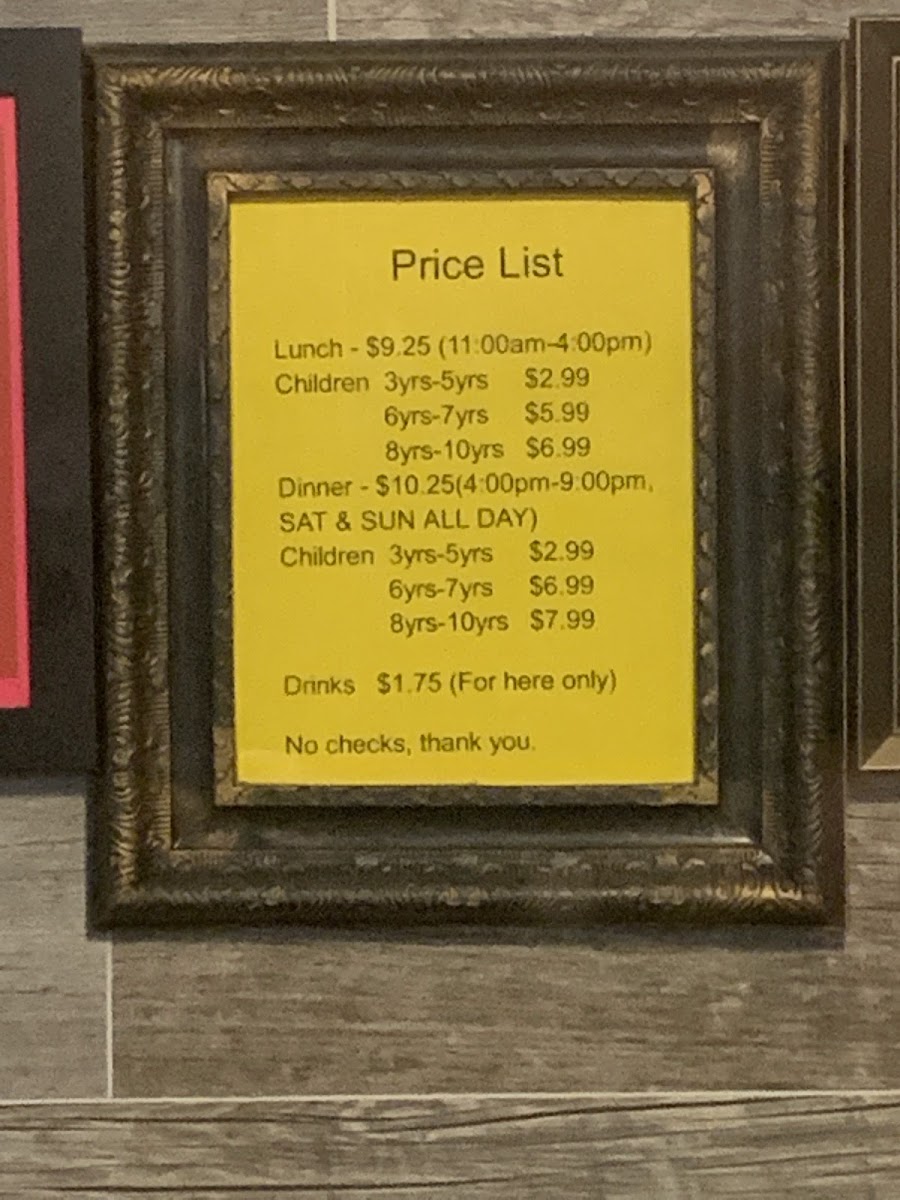 Price List
Lunch - $9.25 (11:00am-4:00pm)
Children 3yrs-5yrs $2.99
6yrs-7yrs $5.99
8yrs-10yrs $6.99
Dinner - $10.25(4:00pm-9:00pm,
SAT & SUN ALL DAY)
Children 3yrs-5yrs $2.99
6yrs-7yrs $6.99
8yrs-10yrs $7.99
Drinks $1.75 (For here only)
No checks, thank you.